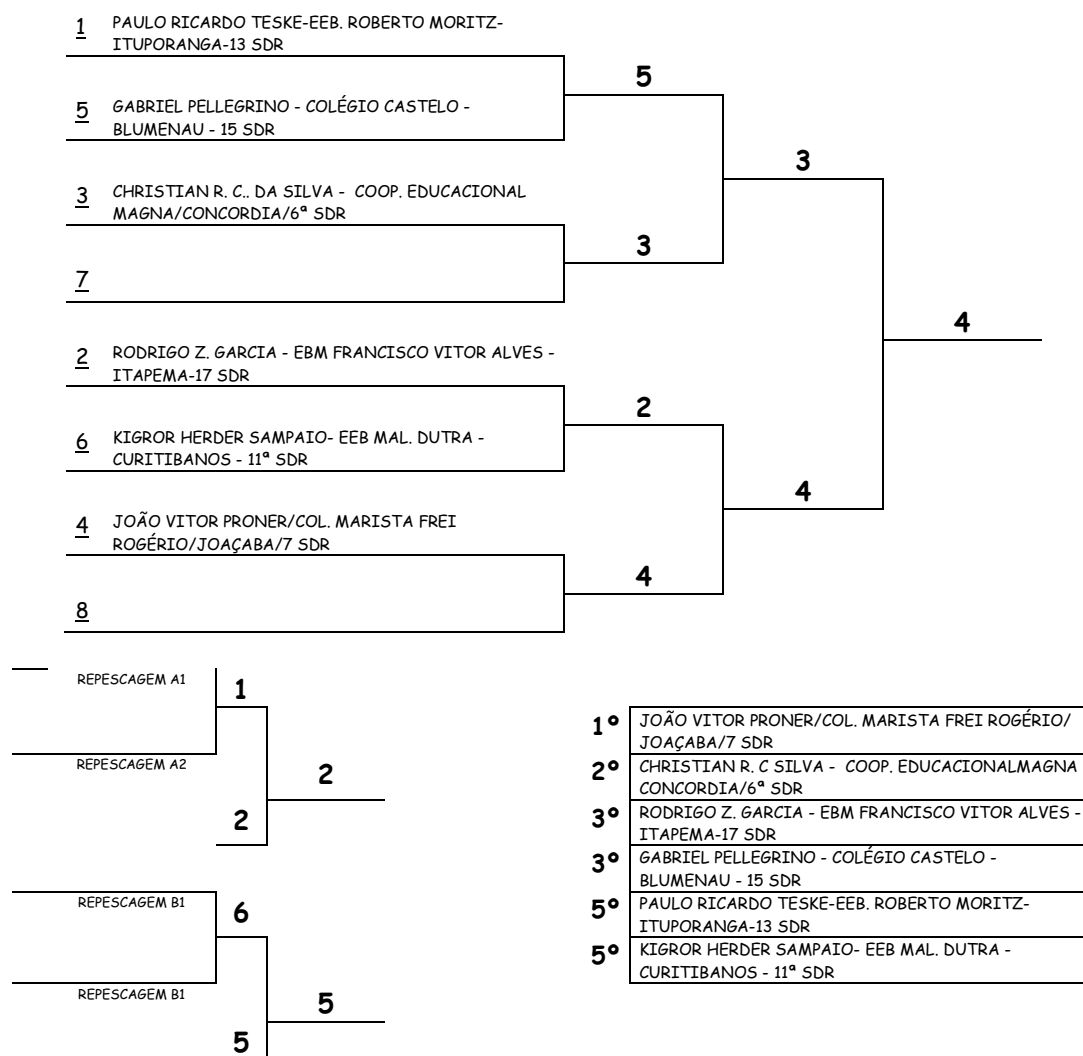 1 PAULO RICARDO TESKE-EEB. ROBERTO MORITZ-
ITUPORANGA-13 SDR
5
5 GABRIEL PELLEGRINO - COLÉGIO CASTELO -
BLUMENAU - 15 SDR
3
3 CHRISTIAN R. C.. DA SILVA - COOP. EDUCACIONAL
MAGNA/CONCORDIA/6ª SDR
3
7
4
2 RODRIGO Z. GARCIA - EBM FRANCISCO VITOR ALVES -
ITAPEMA-17 SDR
2
6 KIGROR HERDER SAMPAIO- EEB MAL. DUTRA -
CURITIBANOS - 11ª SDR
4
4 JOÃO VITOR PRONER/COL. MARISTA FREI
ROGÉRIO/JOAÇABA/7 SDR
4
8
REPESCAGEM A1
1
REPESCAGEM A2
2
2
REPESCAGEM B1
6
REPESCAGEM B1
5
5
1º JOÃO VITOR PRONER/COL. MARISTA FREI ROGÉRIO/
JOAÇABA/7 SDR
2º CHRISTIAN R. C SILVA - COOP. EDUCACIONALMAGNA
CONCORDIA/6ª SDR
3º RODRIGO Z. GARCIA - EBM FRANCISCO VITOR ALVES -
ITAPEMA-17 SDR
3º GABRIEL PELLEGRINO - COLÉGIO CASTELO -
BLUMENAU - 15 SDR
5º PAULO RICARDO TESKE-EEB. ROBERTO MORITZ-
ITUPORANGA-13 SDR
5º KIGROR HERDER SAMPAIO- EEB MAL. DUTRA -
CURITIBANOS - 11ª SDR